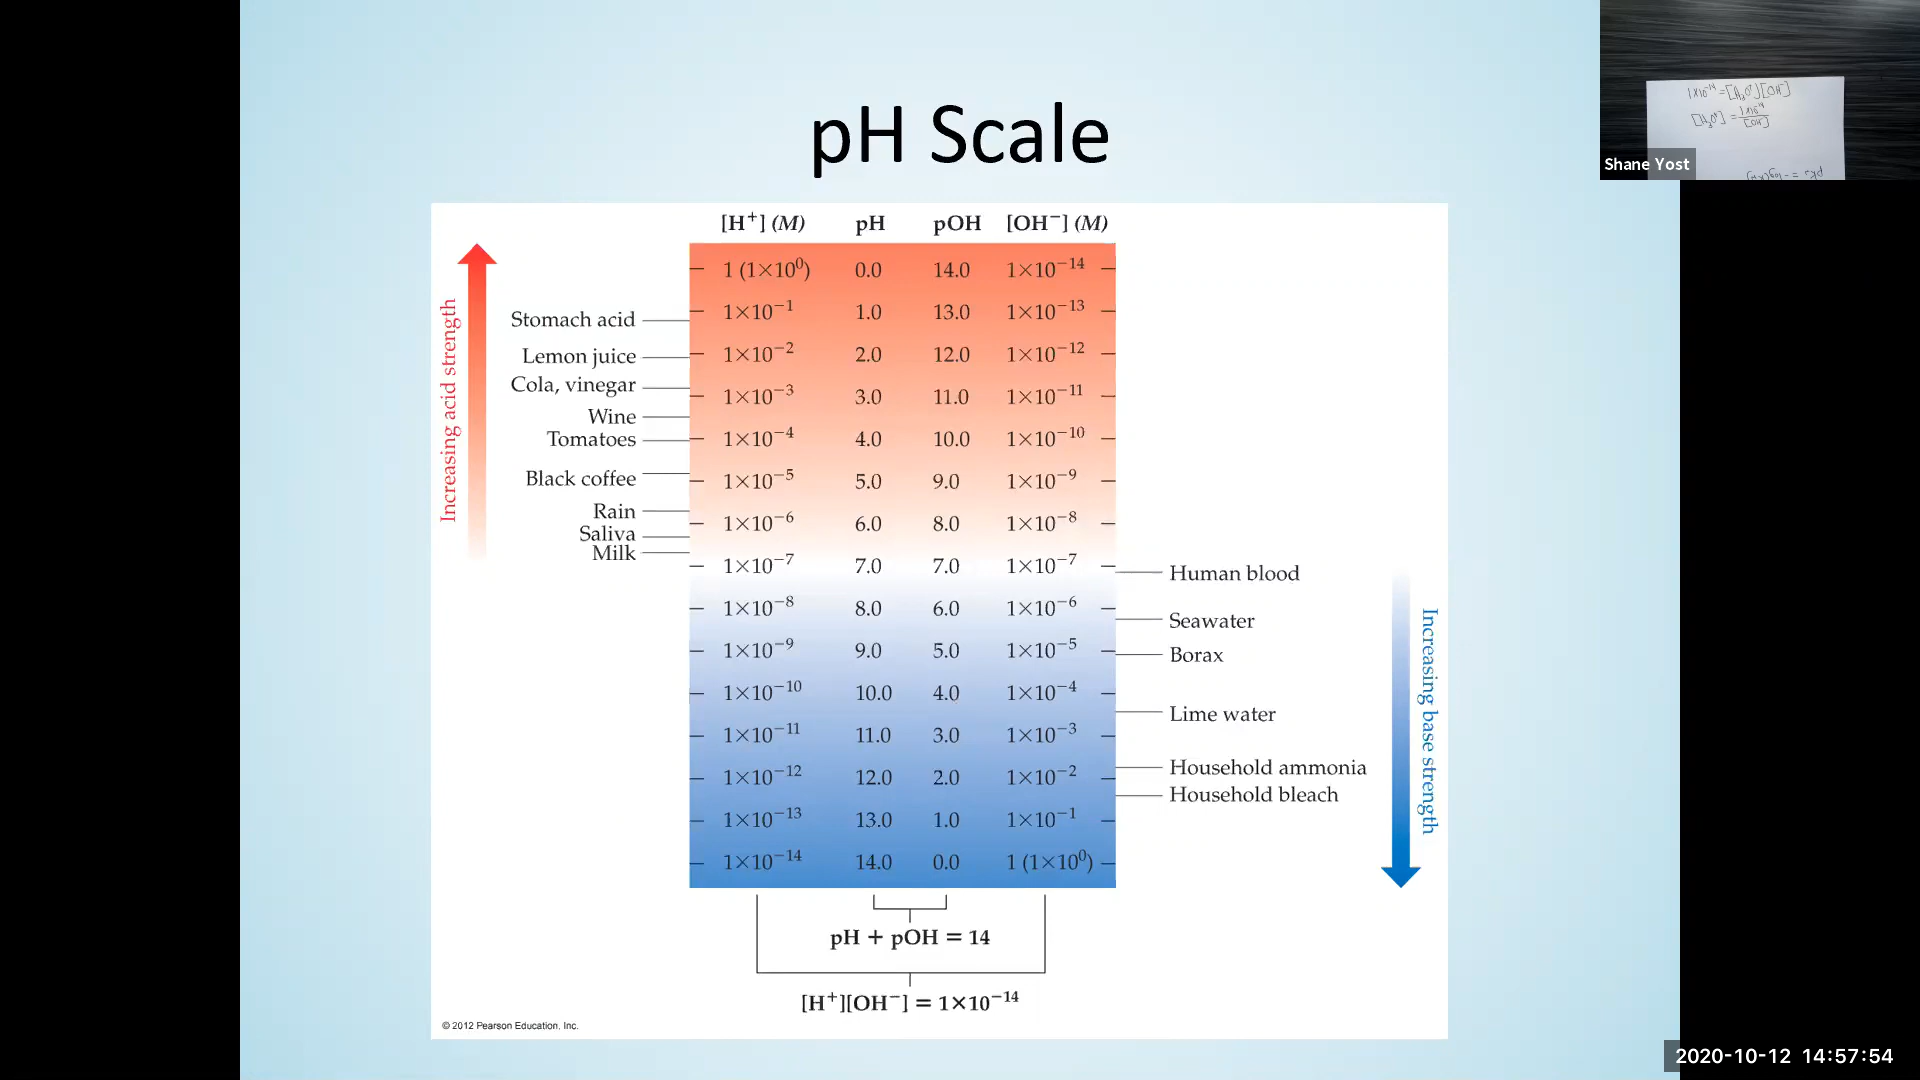 pH Scale
[H⁺] (M) pH pOH [OH⁻] (M)
1 (1×10⁰) 0.0 14.0 1×10⁻¹⁴
1×10⁻¹ 1.0 13.0 1×10⁻¹³
1×10⁻² 2.0 12.0 1×10⁻¹²
1×10⁻³ 3.0 11.0 1×10⁻¹¹
1×10⁻⁴ 4.0 10.0 1×10⁻¹⁰
1×10⁻⁵ 5.0 9.0 1×10⁻⁹
1×10⁻⁶ 6.0 8.0 1×10⁻⁸
1×10⁻⁷ 7.0 7.0 1×10⁻⁷
1×10⁻⁸ 8.0 6.0 1×10⁻⁶
1×10⁻⁹ 9.0 5.0 1×10⁻⁵
1×10⁻¹⁰ 10.0 4.0 1×10⁻⁴
1×10⁻¹¹ 11.0 3.0 1×10⁻³
1×10⁻¹² 12.0 2.0 1×10⁻²
1×10⁻¹³ 13.0 1.0 1×10⁻¹
1×10⁻¹⁴ 14.0 0.0 1 (1×10⁰)
Increasing acid strength
Stomach acid
Lemon juice
Cola, vinegar
Wine
Tomatoes
Black coffee
Rain
Saliva
Milk
Human blood
Seawater
Borax
Lime water
Household ammonia
Household bleach
Increasing base strength
pH + pOH = 14
[H⁺][OH⁻] = 1×10⁻¹⁴
© 2012 Pearson Education, Inc.
1×10⁻¹⁴ = [H₃O⁺][OH⁻]
[H₃O⁺] = 1×10⁻¹⁴
[OH⁻]
Shane Yost
2020-10-12 14:57:54